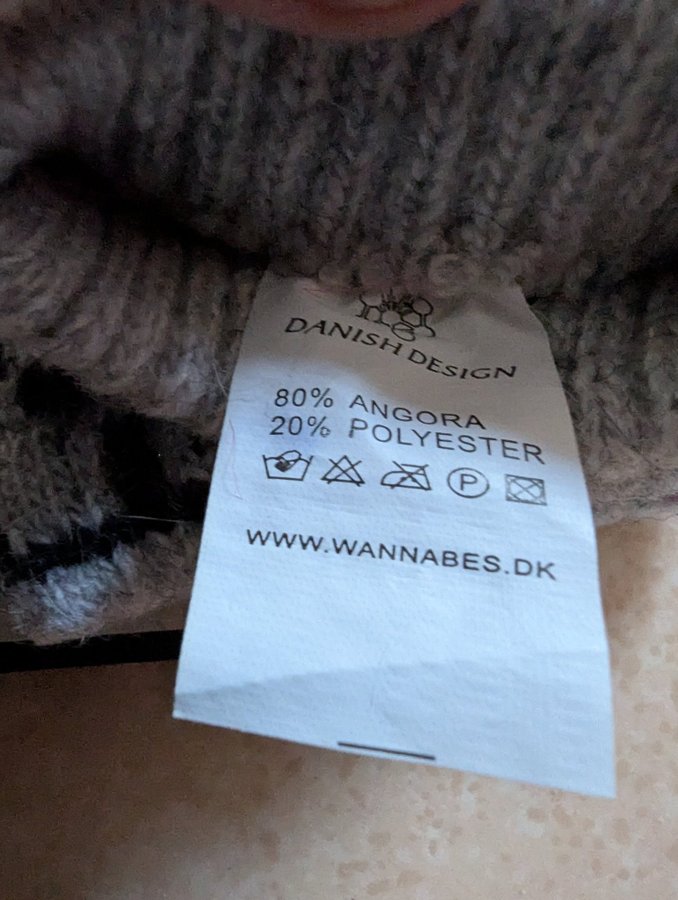 DANISH DESIGN
80% ANGORA
20% POLYESTER
P
WWW.WANNABES.DK